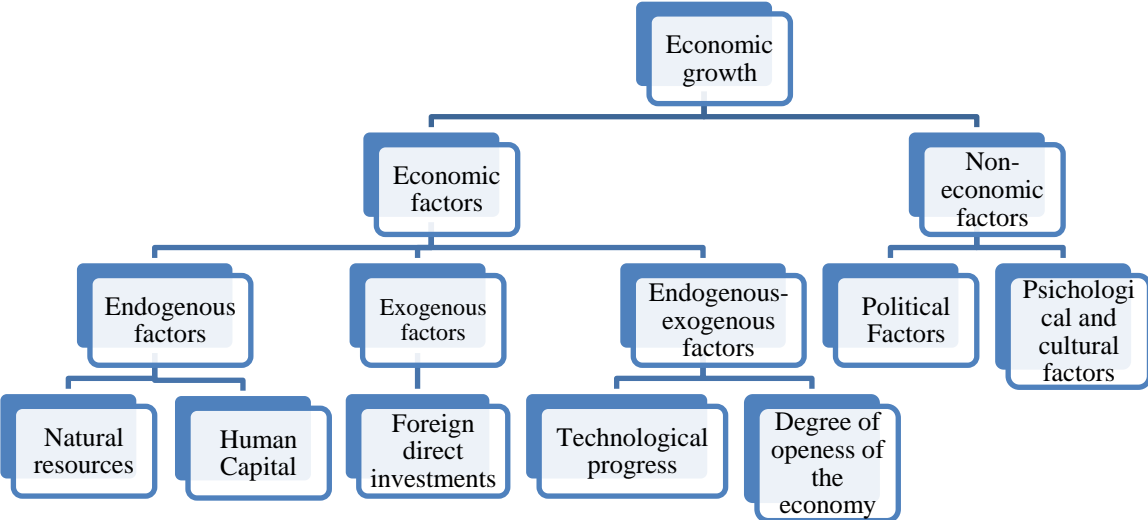 Economic
growth
Economic
factors
Non-
economic
factors
Endogenous
factors
Exogenous
factors
Endogenous-
exogenous
factors
Political
Factors
Psichologi
cal and
cultural
factors
Natural
resources
Human
Capital
Foreign
direct
investments
Technological
progress
Degree of
openess of
the
economy